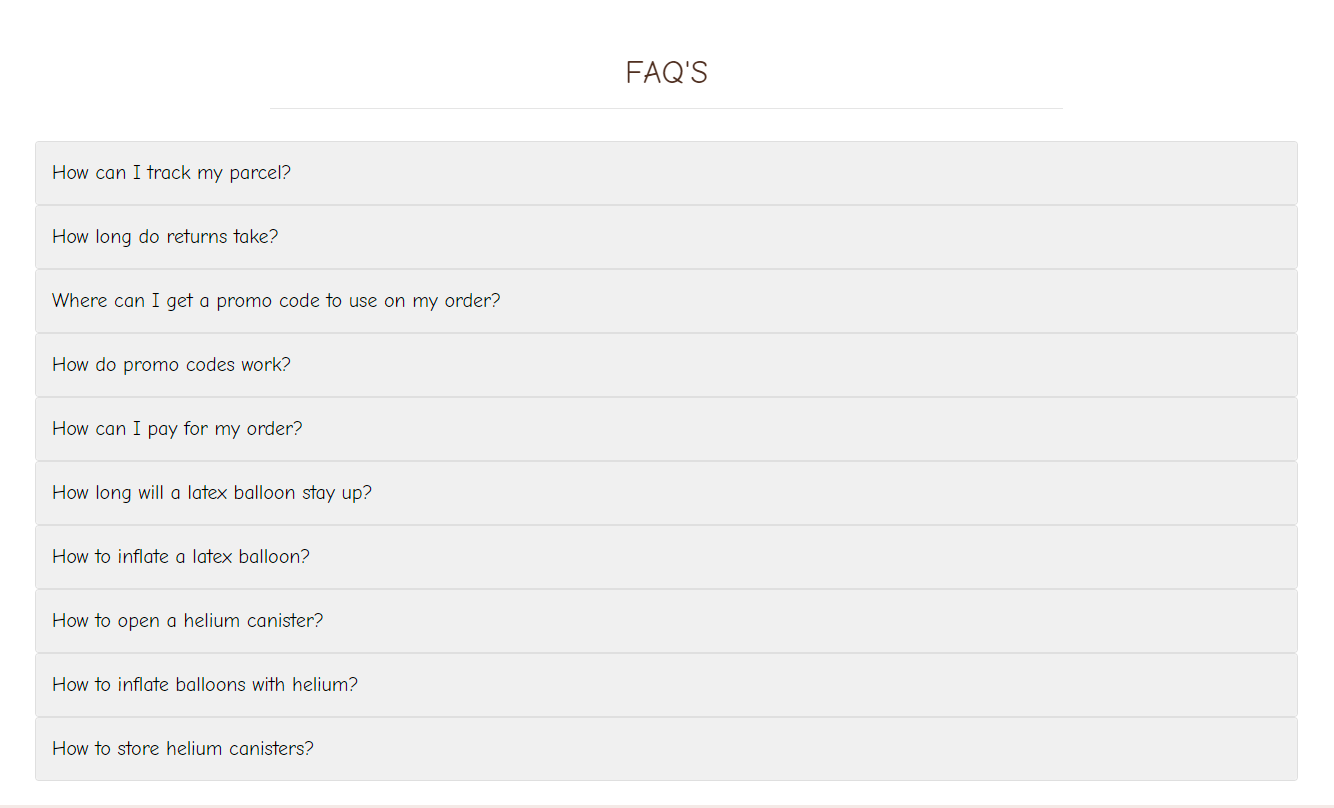 FAQ'S
How can I track my parcel?
How long do returns take?
Where can I get a promo code to use on my order?
How do promo codes work?
How can I pay for my order?
How long will a latex balloon stay up?
How to inflate a latex balloon?
How to open a helium canister?
How to inflate balloons with helium?
How to store helium canisters?